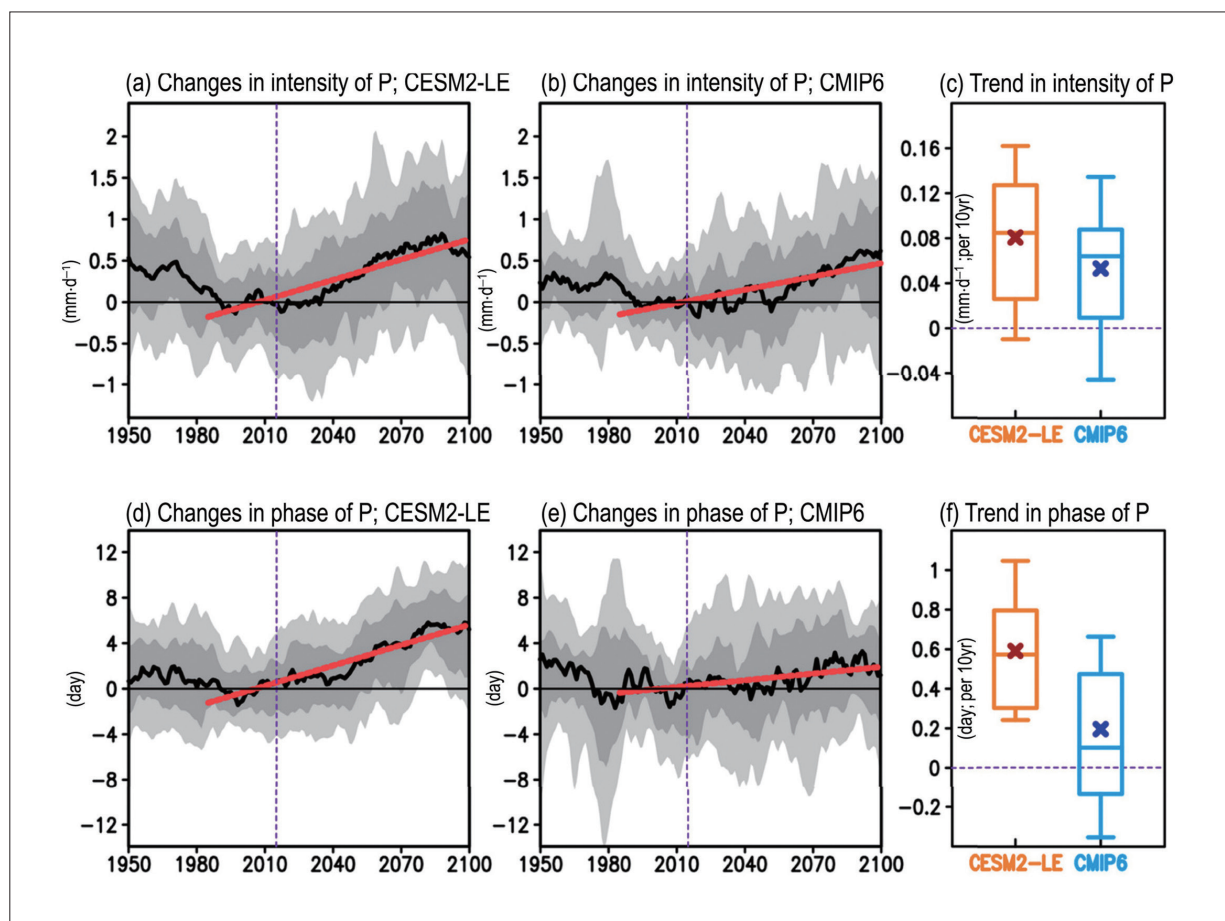 (a) Changes in intensity of P; CESM2-LE
(b) Changes in intensity of P; CMIP6
(c) Trend in intensity of P
2
1.5
1
0.5
0
−0.5
−1
(mm·d⁻¹)
1950 1980 2010 2040 2070 2100
2
1.5
1
0.5
0
−0.5
−1
(mm·d⁻¹)
1950 1980 2010 2040 2070 2100
0.16
0.12
0.08
0.04
0
−0.04
(mm·d⁻¹ ;per 10yr)
CESM2−LE CMIP6
(d) Changes in phase of P; CESM2-LE
(e) Changes in phase of P; CMIP6
(f) Trend in phase of P
12
8
4
0
−4
−8
−12
(day)
1950 1980 2010 2040 2070 2100
12
8
4
0
−4
−8
−12
(day)
1950 1980 2010 2040 2070 2100
1
0.8
0.6
0.4
0.2
0
−0.2
(day; per 10yr)
CESM2−LE CMIP6